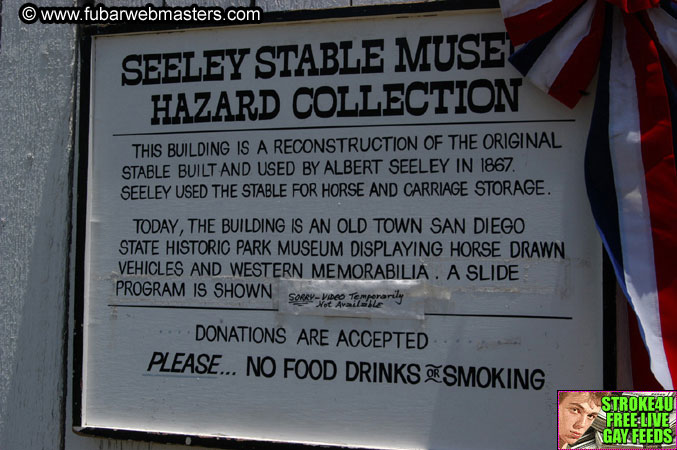 © www.fubarwebmasters.com
SEELEY STABLE MUSE
HAZARD COLLECTION
THIS BUILDING IS A RECONSTRUCTION OF THE ORIGINAL
STABLE BUILT AND USED BY ALBERT SEELEY IN 1867.
SEELEY USED THE STABLE FOR HORSE AND CARRIAGE STORAGE.
TODAY, THE BUILDING IS AN OLD TOWN SAN DIEGO
STATE HISTORIC PARK MUSEUM DISPLAYING HORSE DRAWN
VEHICLES AND WESTERN MEMORABILIA. A SLIDE
PROGRAM IS SHOWN
SORRY-VIDEO Temporarily
Not Available
DONATIONS ARE ACCEPTED
PLEASE... NO FOOD DRINKS OR SMOKING
STROKE4U
FREE LIVE
GAY FEEDS